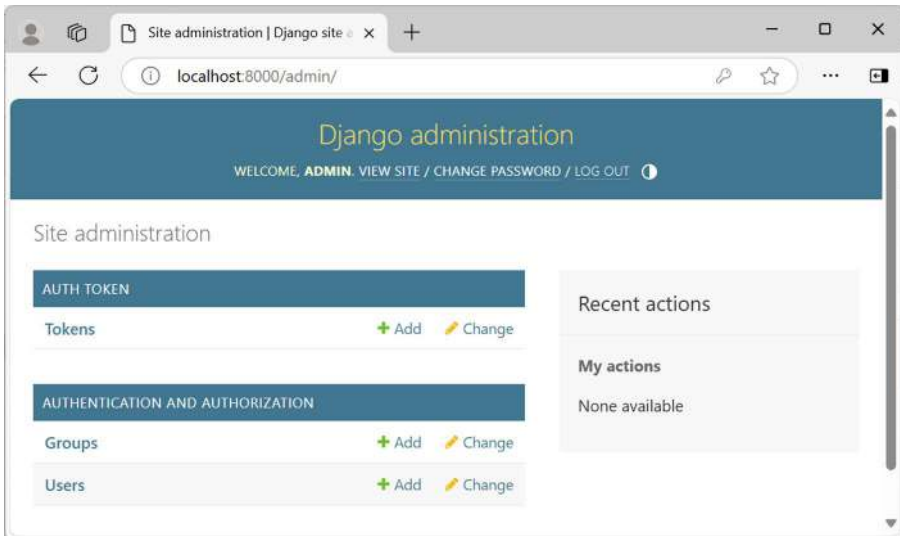 Site administration | Django site
localhost:8000/admin/
Django administration
WELCOME, ADMIN. VIEW SITE / CHANGE PASSWORD / LOG OUT
Site administration
AUTH TOKEN
Tokens + Add Change
AUTHENTICATION AND AUTHORIZATION
Groups + Add Change
Users + Add Change
Recent actions
My actions
None available